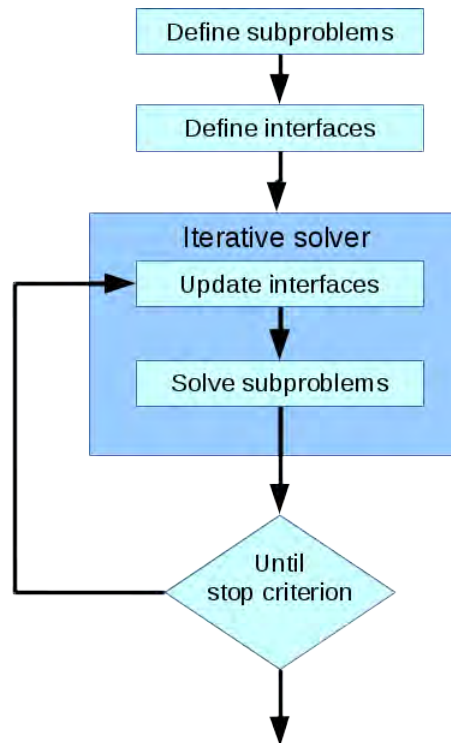 Define subproblems
Define interfaces
Iterative solver
Update interfaces
Solve subproblems
Until
stop criterion